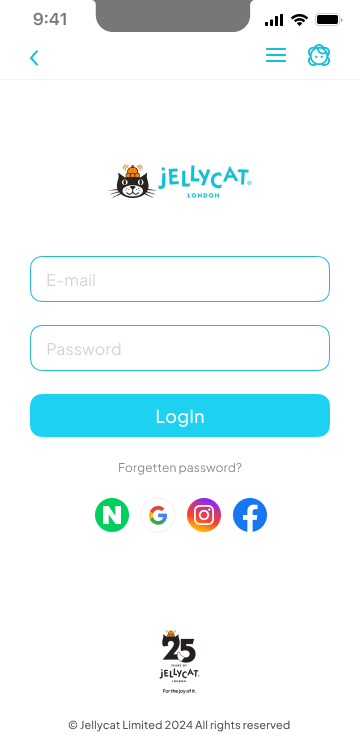 9:41
jELLYCAT®
LONDON
E-mail
Password
LogIn
Forgetten password?
N
G
f
25
YEARS OF
jELLYCAT
LONDON
For the joy of it.
© Jellycat Limited 2024 All rights reserved